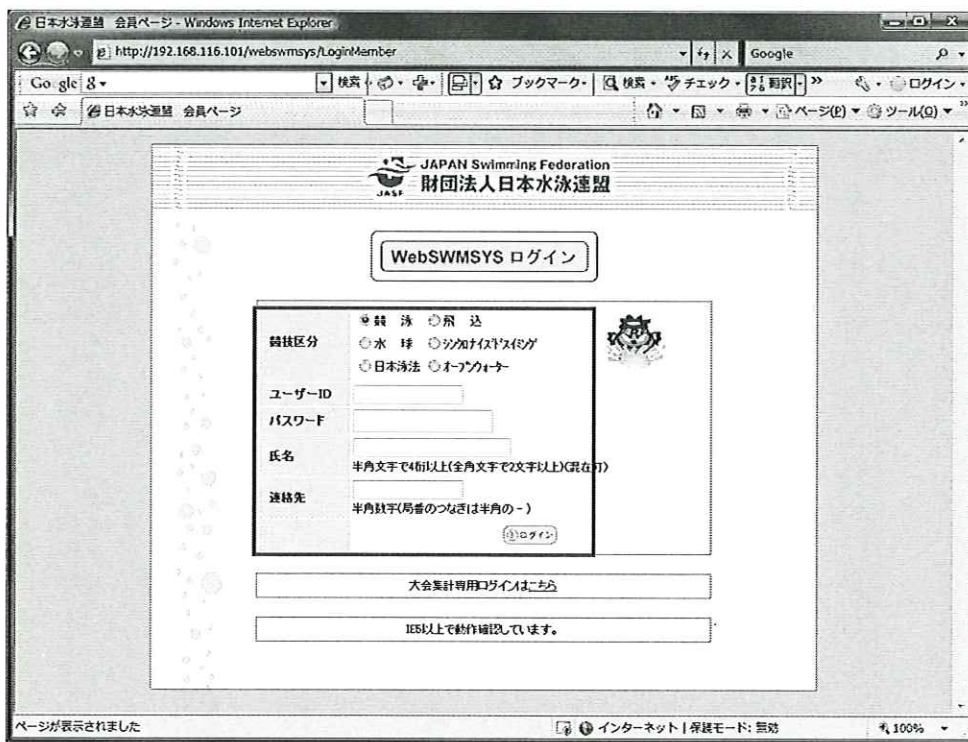 日本水泳連盟 会員ページ - Windows Internet Explorer
http://192.168.116.101/webswmsys/LoginMember
Google
Google
検索
ブックマーク
検索
チェック
翻訳
ログイン
日本水泳連盟 会員ページ
ページ(P)
ツール(O)
JAPAN Swimming Federation
JASF
財団法人日本水泳連盟
WebSWMSYS ログイン
競技区分
競 泳 飛 込
水 球 シンクロナイズドスイミング
日本泳法 オープンウォーター
ユーザーID
パスワード
氏名
半角文字で4桁以上(全角文字で2文字以上)(混在可)
連絡先
半角数字(局番のつなぎは半角の - )
ログイン
大会集計専用ログインはこちら
IE5以上で動作確認しています。
ページが表示されました
インターネット | 保護モード: 無効
100%